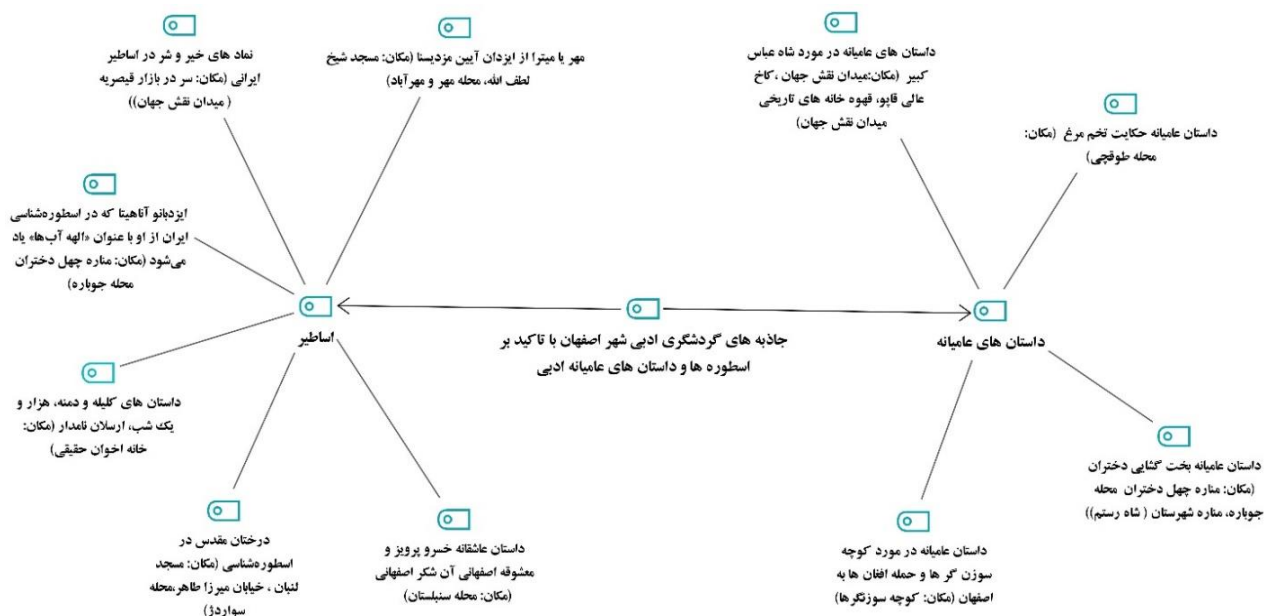 داستان های عامیانه در مورد شاه عباس
کبیر (مکان:میدان نقش جهان ،کاخ
عالی قاپو، قهوه خانه های تاریخی
میدان نقش جهان)
داستان عامیانه حکایت تخم مرغ (مکان:
محله طوقچی)
مهر یا میترا از ایزدان آیین مزدیسنا (مکان: مسجد شیخ
لطف الله، محله مهر و مهرآباد)
نماد های خیر و شر در اساطیر
ایرانی (مکان: سر در بازار قیصریه
( میدان نقش جهان))
ایزدبانو آناهیتا که در اسطوره‌شناسی
ایران از او با عنوان «الهه آب‌ها» یاد
می‌شود (مکان: مناره چهل دختران
محله جوباره)
داستان های عامیانه
جاذبه های گردشگری ادبی شهر اصفهان با تاکید بر
اسطوره ها و داستان های عامیانه ادبی
اساطیر
داستان های کلیله و دمنه، هزار و
یک شب، ارسلان نامدار (مکان:
خانه اخوان حقیقی)
داستان عامیانه بخت گشایی دختران
(مکان: مناره چهل دختران محله
جوباره، مناره شهرستان ( شاه رستم))
داستان عامیانه در مورد کوچه
سوزن گر ها و حمله افغان ها به
اصفهان (مکان: کوچه سوزنگرها)
داستان عاشقانه خسرو پرویز و
معشوقه اصفهانی آن شکر اصفهانی
(مکان: محله سنبلستان)
درختان مقدس در
اسطوره‌شناسی (مکان: مسجد
لنبان ، خیابان میرزا طاهر،محله
سواردژ)